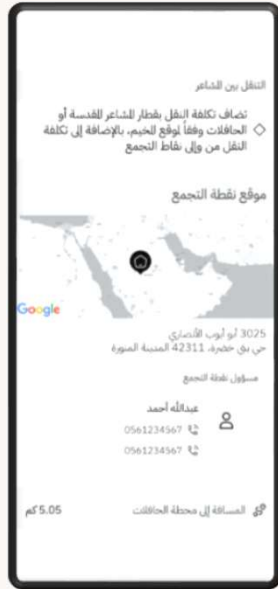 التنقل بين المشاعر
تضاف تكلفة النقل بقطار المشاعر المقدسة أو
الحافلات وفقاً لموقع المخيم، بالإضافة إلى تكلفة
النقل من وإلى نقاط التجمع
موقع نقطة التجمع
Google
3025 أبو أيوب الأنصاري
حي بني خضرة، 42311 المدينة المنورة
مسؤول نقطة التجمع
عبدالله أحمد
0561234567
0561234567
المسافة إلى محطة الحافلات
5.05 كم